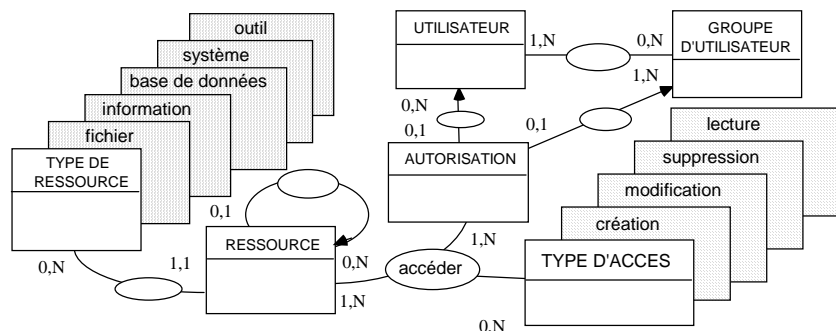 outil
système
base de données
information
fichier
TYPE DE
RESSOURCE
UTILISATEUR
1,N
0,N
GROUPE
D'UTILISATEUR
1,N
0,N
0,1
0,1
AUTORISATION
lecture
suppression
modification
création
0,1
RESSOURCE
0,N
1,N
accéder
TYPE D'ACCES
0,N
1,1
1,N
0,N